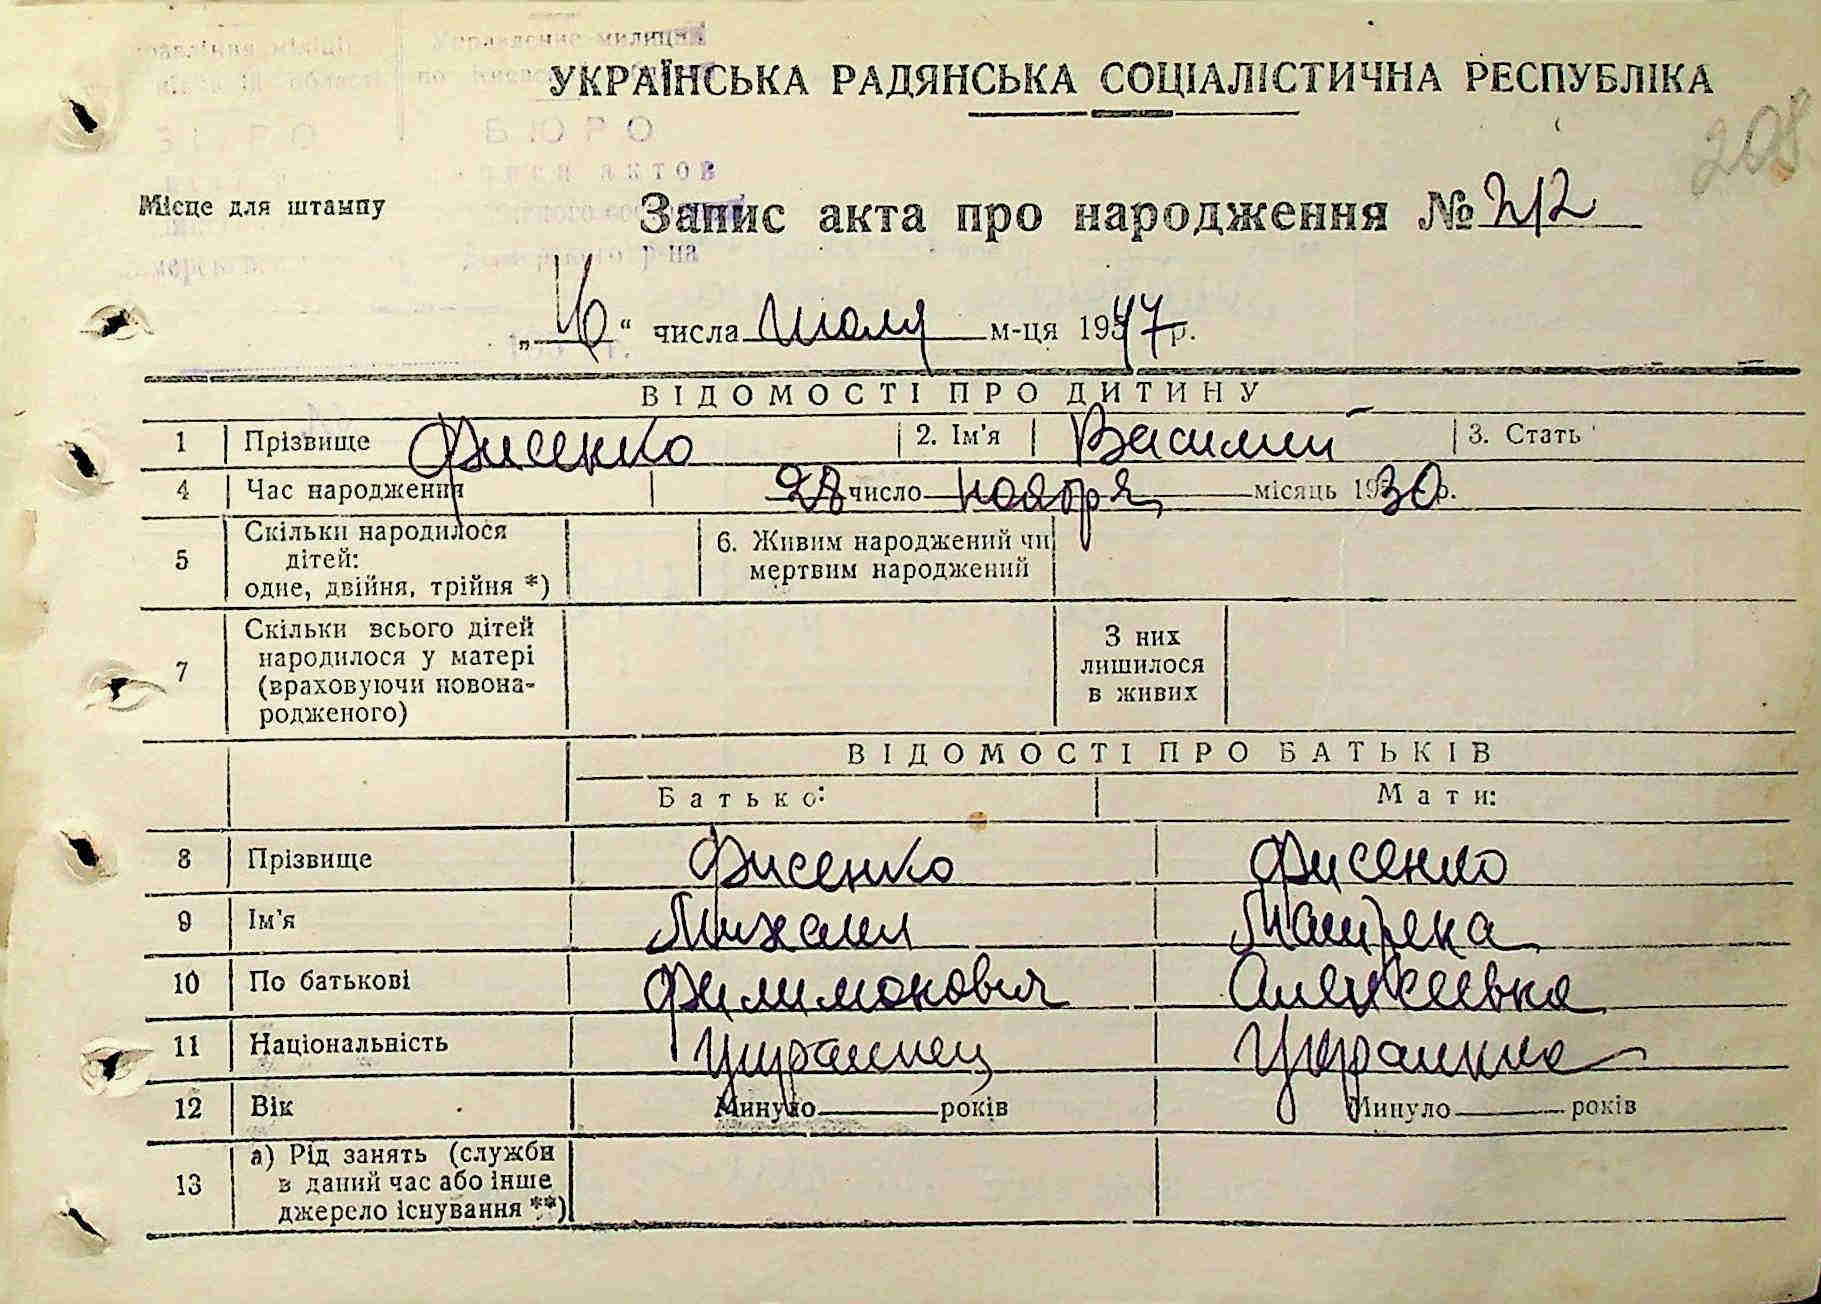 УКРАЇНСЬКА РАДЯНСЬКА СОЦІАЛІСТИЧНА РЕСПУБЛІКА
208
Місце для штампу
Запис акта про народження № 212
„16“ числа июля м-ця 1947 р.
ВІДОМОСТІ ПРО ДИТИНУ
1 Прізвище Фисенко 2. Ім'я Василий 3. Стать
4 Час народження 28 число ноября місяць 1930 р.
5 Скільки народилося дітей: одне, двійня, трійня *) 6. Живим народжений чи мертвим народжений
7 Скільки всього дітей народилося у матері (враховуючи новонародженого) З них лишилося в живих
ВІДОМОСТІ ПРО БАТЬКІВ
Батько: Мати:
8 Прізвище Фисенко Фисенко
9 Ім'я Михаил
10 По батькові Филимонович Алексеевна
11 Національність Украинец Украинка
12 Вік Минуло років Минуло років
13 а) Рід занять (служби в даний час або інше джерело існування **)